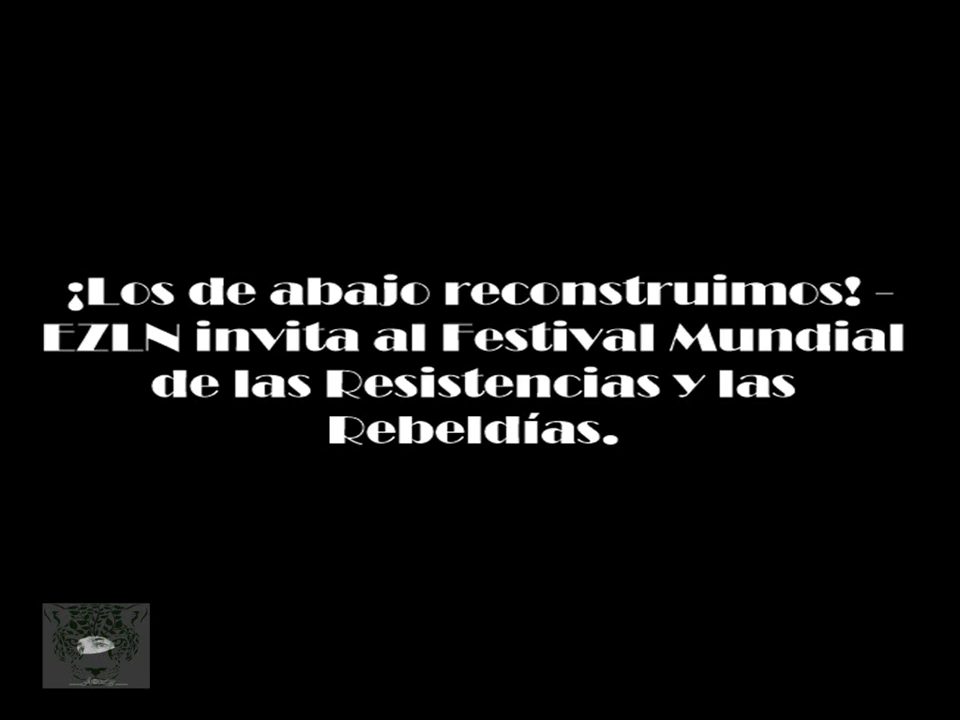 ¡Los de abajo reconstruimos! -
EZLN invita al Festival Mundial
de las Resistencias y las
Rebeldías.